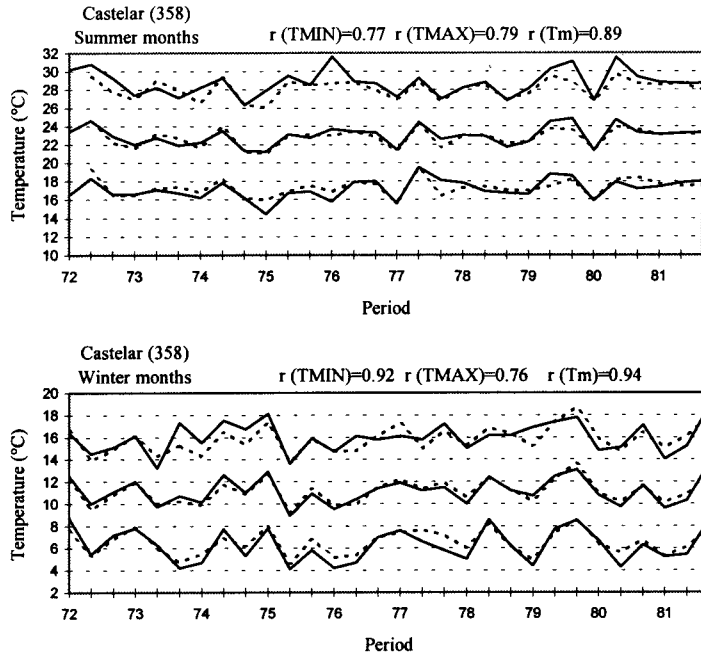 Castelar (358)
Summer months r (TMIN)=0.77 r (TMAX)=0.79 r (Tm)=0.89
Temperature (°C)
32
30
28
26
24
22
20
18
16
14
12
10
72 73 74 75 76 77 78 79 80 81
Period
Castelar (358)
Winter months r (TMIN)=0.92 r (TMAX)=0.76 r (Tm)=0.94
Temperature (°C)
20
18
16
14
12
10
8
6
4
2
72 73 74 75 76 77 78 79 80 81
Period